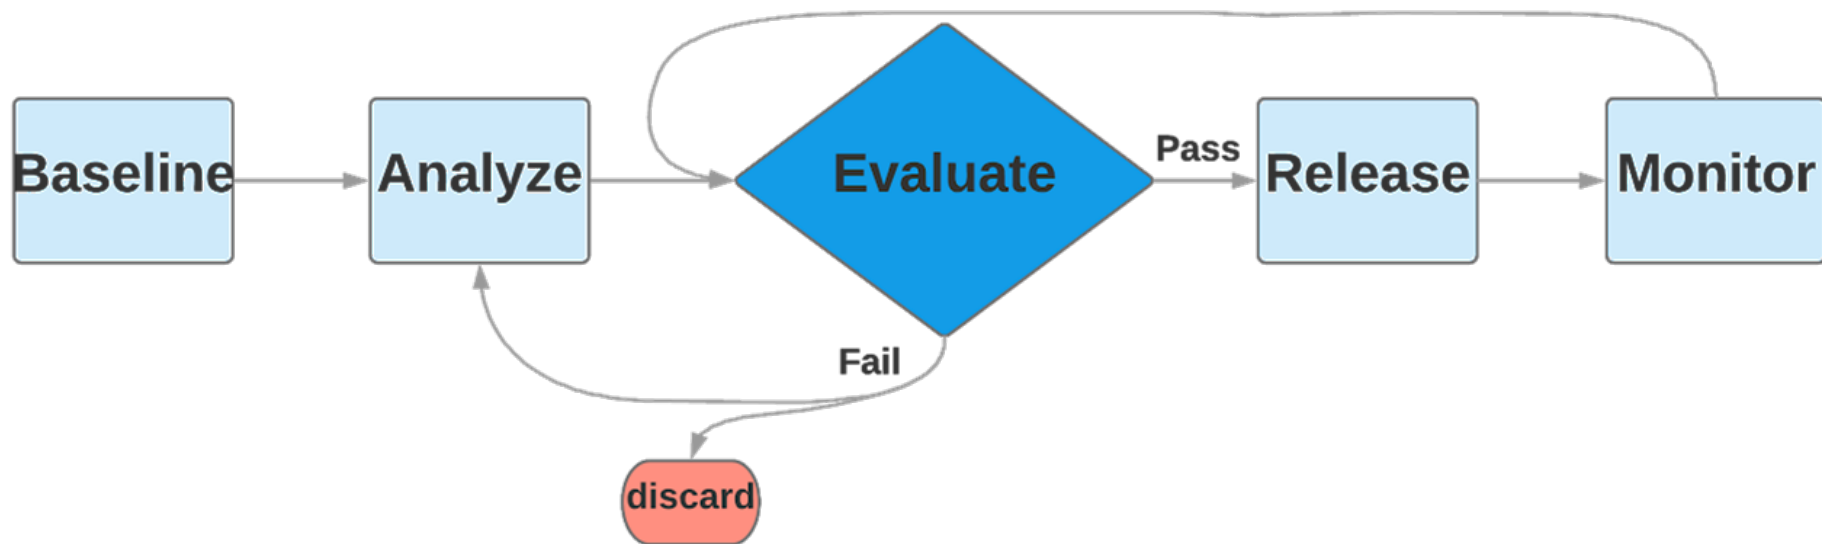 Baseline
Analyze
Evaluate
Pass
Release
Monitor
Fail
discard